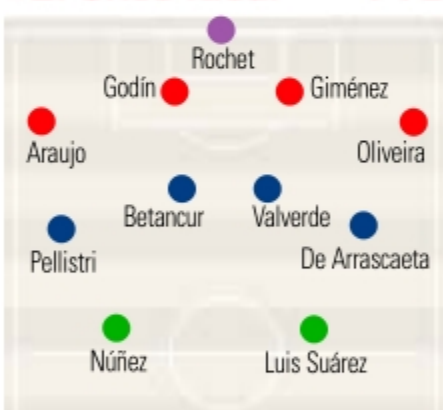 Rochet
Godín
Giménez
Araujo
Oliveira
Betancur
Valverde
Pellistri
De Arrascaeta
Núñez
Luis Suárez